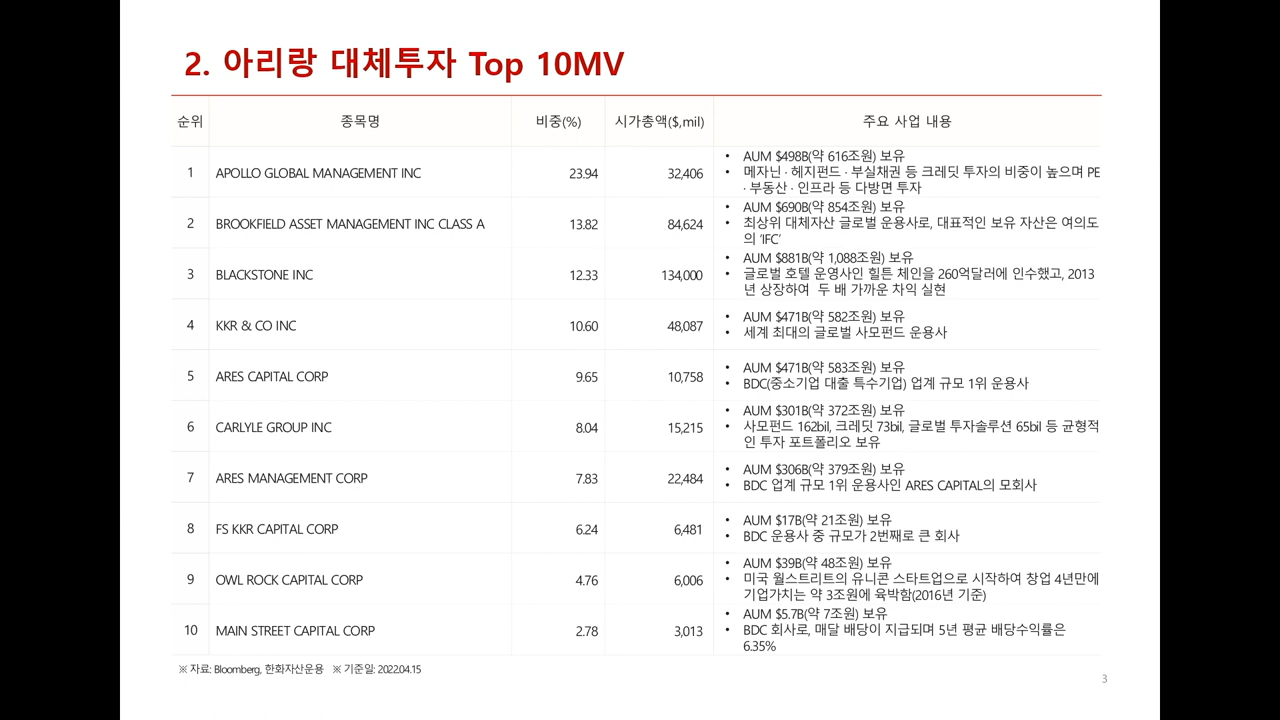 2. 아리랑 대체투자 Top 10MV
순위 종목명 비중(%) 시가총액($,mil) 주요 사업 내용
1 APOLLO GLOBAL MANAGEMENT INC 23.94 32,406
• AUM $498B(약 616조원) 보유
• 메자닌 · 헤지펀드 · 부실채권 등 크레딧 투자의 비중이 높으며 PE
· 부동산 · 인프라 등 다방면 투자
2 BROOKFIELD ASSET MANAGEMENT INC CLASS A 13.82 84,624
• AUM $690B(약 854조원) 보유
• 최상위 대체자산 글로벌 운용사로, 대표적인 보유 자산은 여의도
의 ‘IFC’
3 BLACKSTONE INC 12.33 134,000
• AUM $881B(약 1,088조원) 보유
• 글로벌 호텔 운영사인 힐튼 체인을 260억달러에 인수했고, 2013
년 상장하여 두 배 가까운 차익 실현
4 KKR & CO INC 10.60 48,087
• AUM $471B(약 582조원) 보유
• 세계 최대의 글로벌 사모펀드 운용사
5 ARES CAPITAL CORP 9.65 10,758
• AUM $471B(약 583조원) 보유
• BDC(중소기업 대출 특수기업) 업계 규모 1위 운용사
6 CARLYLE GROUP INC 8.04 15,215
• AUM $301B(약 372조원) 보유
• 사모펀드 162bil, 크레딧 73bil, 글로벌 투자솔루션 65bil 등 균형적
인 투자 포트폴리오 보유
7 ARES MANAGEMENT CORP 7.83 22,484
• AUM $306B(약 379조원) 보유
• BDC 업계 규모 1위 운용사인 ARES CAPITAL의 모회사
8 FS KKR CAPITAL CORP 6.24 6,481
• AUM $17B(약 21조원) 보유
• BDC 운용사 중 규모가 2번째로 큰 회사
9 OWL ROCK CAPITAL CORP 4.76 6,006
• AUM $39B(약 48조원) 보유
• 미국 월스트리트의 유니콘 스타트업으로 시작하여 창업 4년만에
기업가치는 약 3조원에 육박함(2016년 기준)
10 MAIN STREET CAPITAL CORP 2.78 3,013
• AUM $5.7B(약 7조원) 보유
• BDC 회사로, 매달 배당이 지급되며 5년 평균 배당수익률은
6.35%
※ 자료: Bloomberg, 한화자산운용 ※ 기준일: 2022.04.15
3